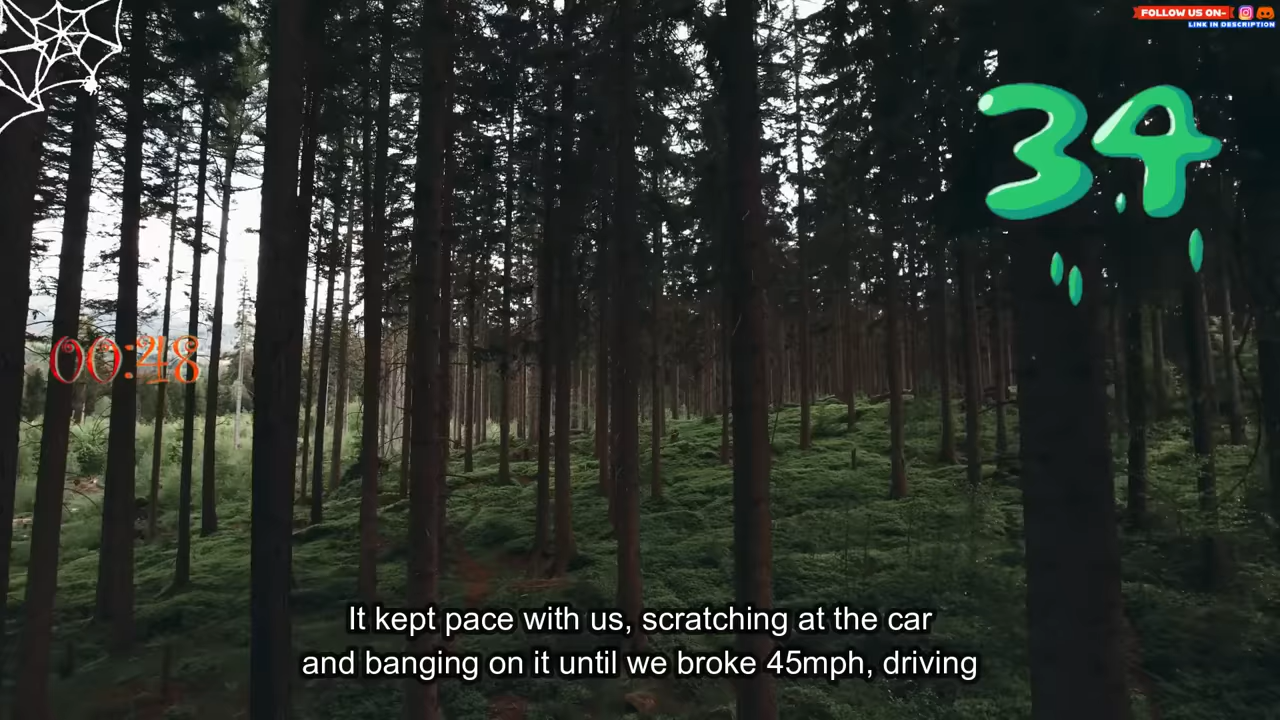 FOLLOW US ON-
LINK IN DESCRIPTION
34
00:48
It kept pace with us, scratching at the car
and banging on it until we broke 45mph, driving